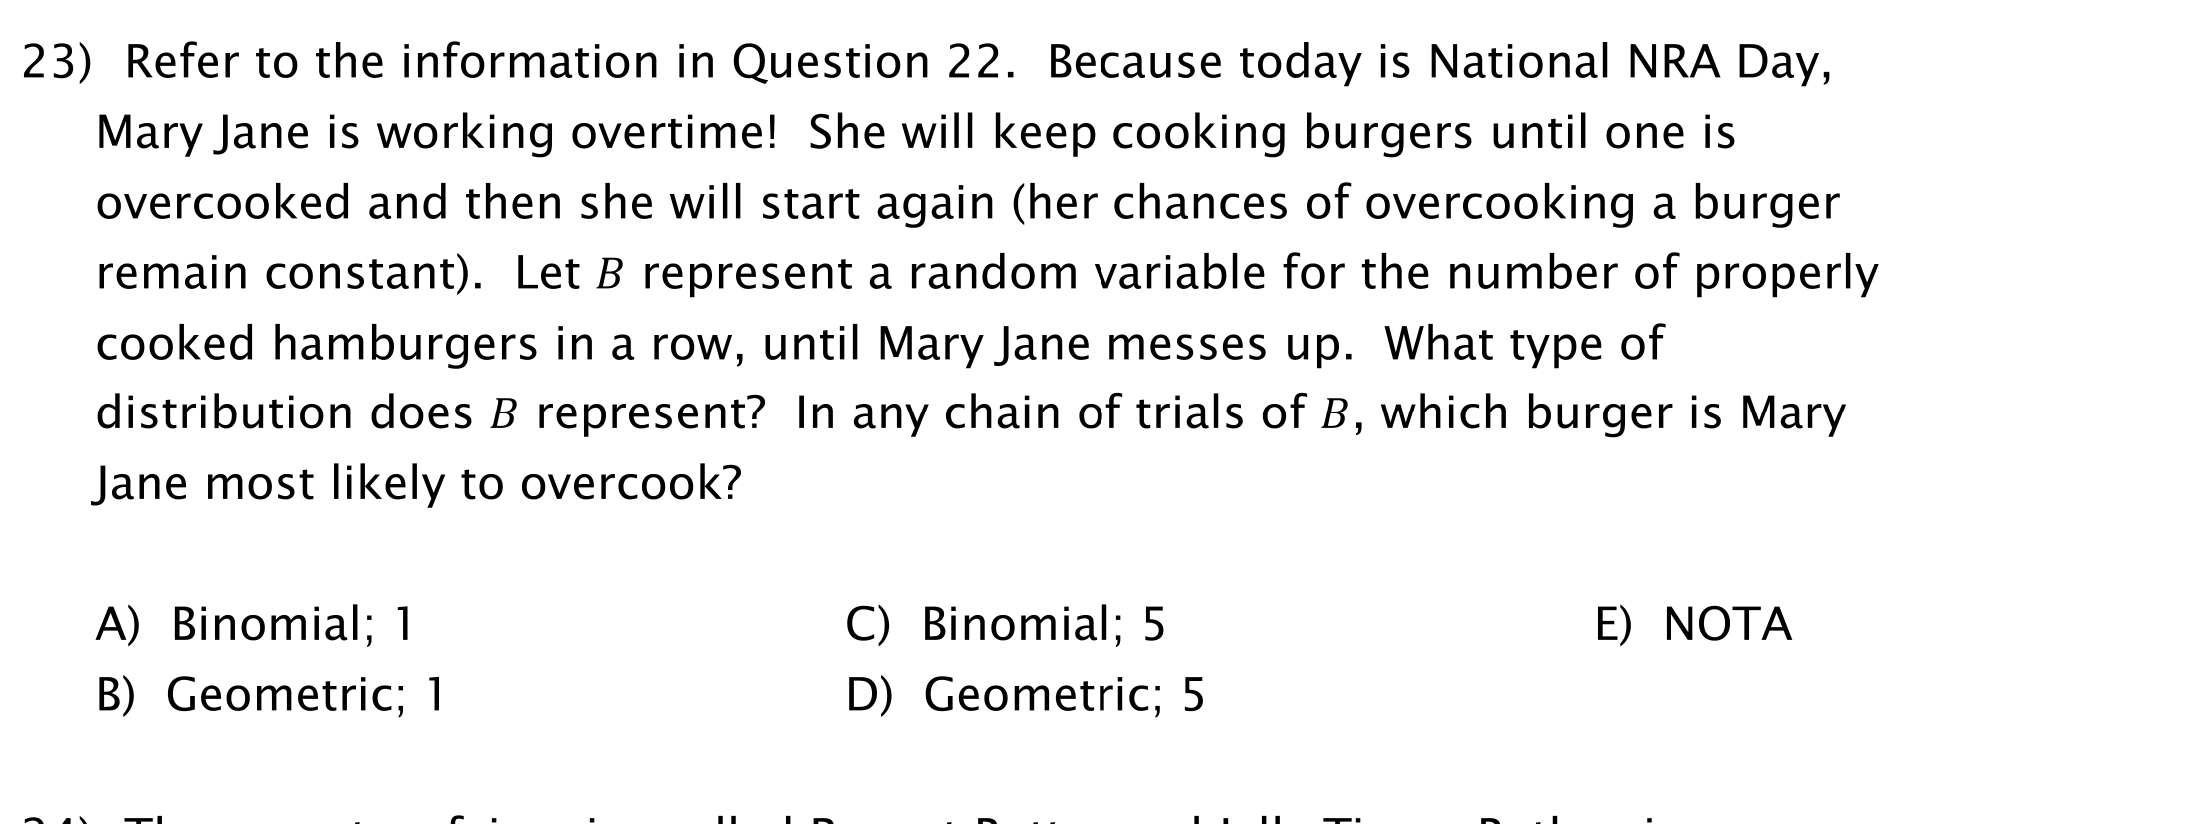 23) Refer to the information in Question 22. Because today is National NRA Day,
Mary Jane is working overtime! She will keep cooking burgers until one is
overcooked and then she will start again (her chances of overcooking a burger
remain constant). Let B represent a random variable for the number of properly
cooked hamburgers in a row, until Mary Jane messes up. What type of
distribution does B represent? In any chain of trials of B, which burger is Mary
Jane most likely to overcook?
A) Binomial; 1 C) Binomial; 5 E) NOTA
B) Geometric; 1 D) Geometric; 5